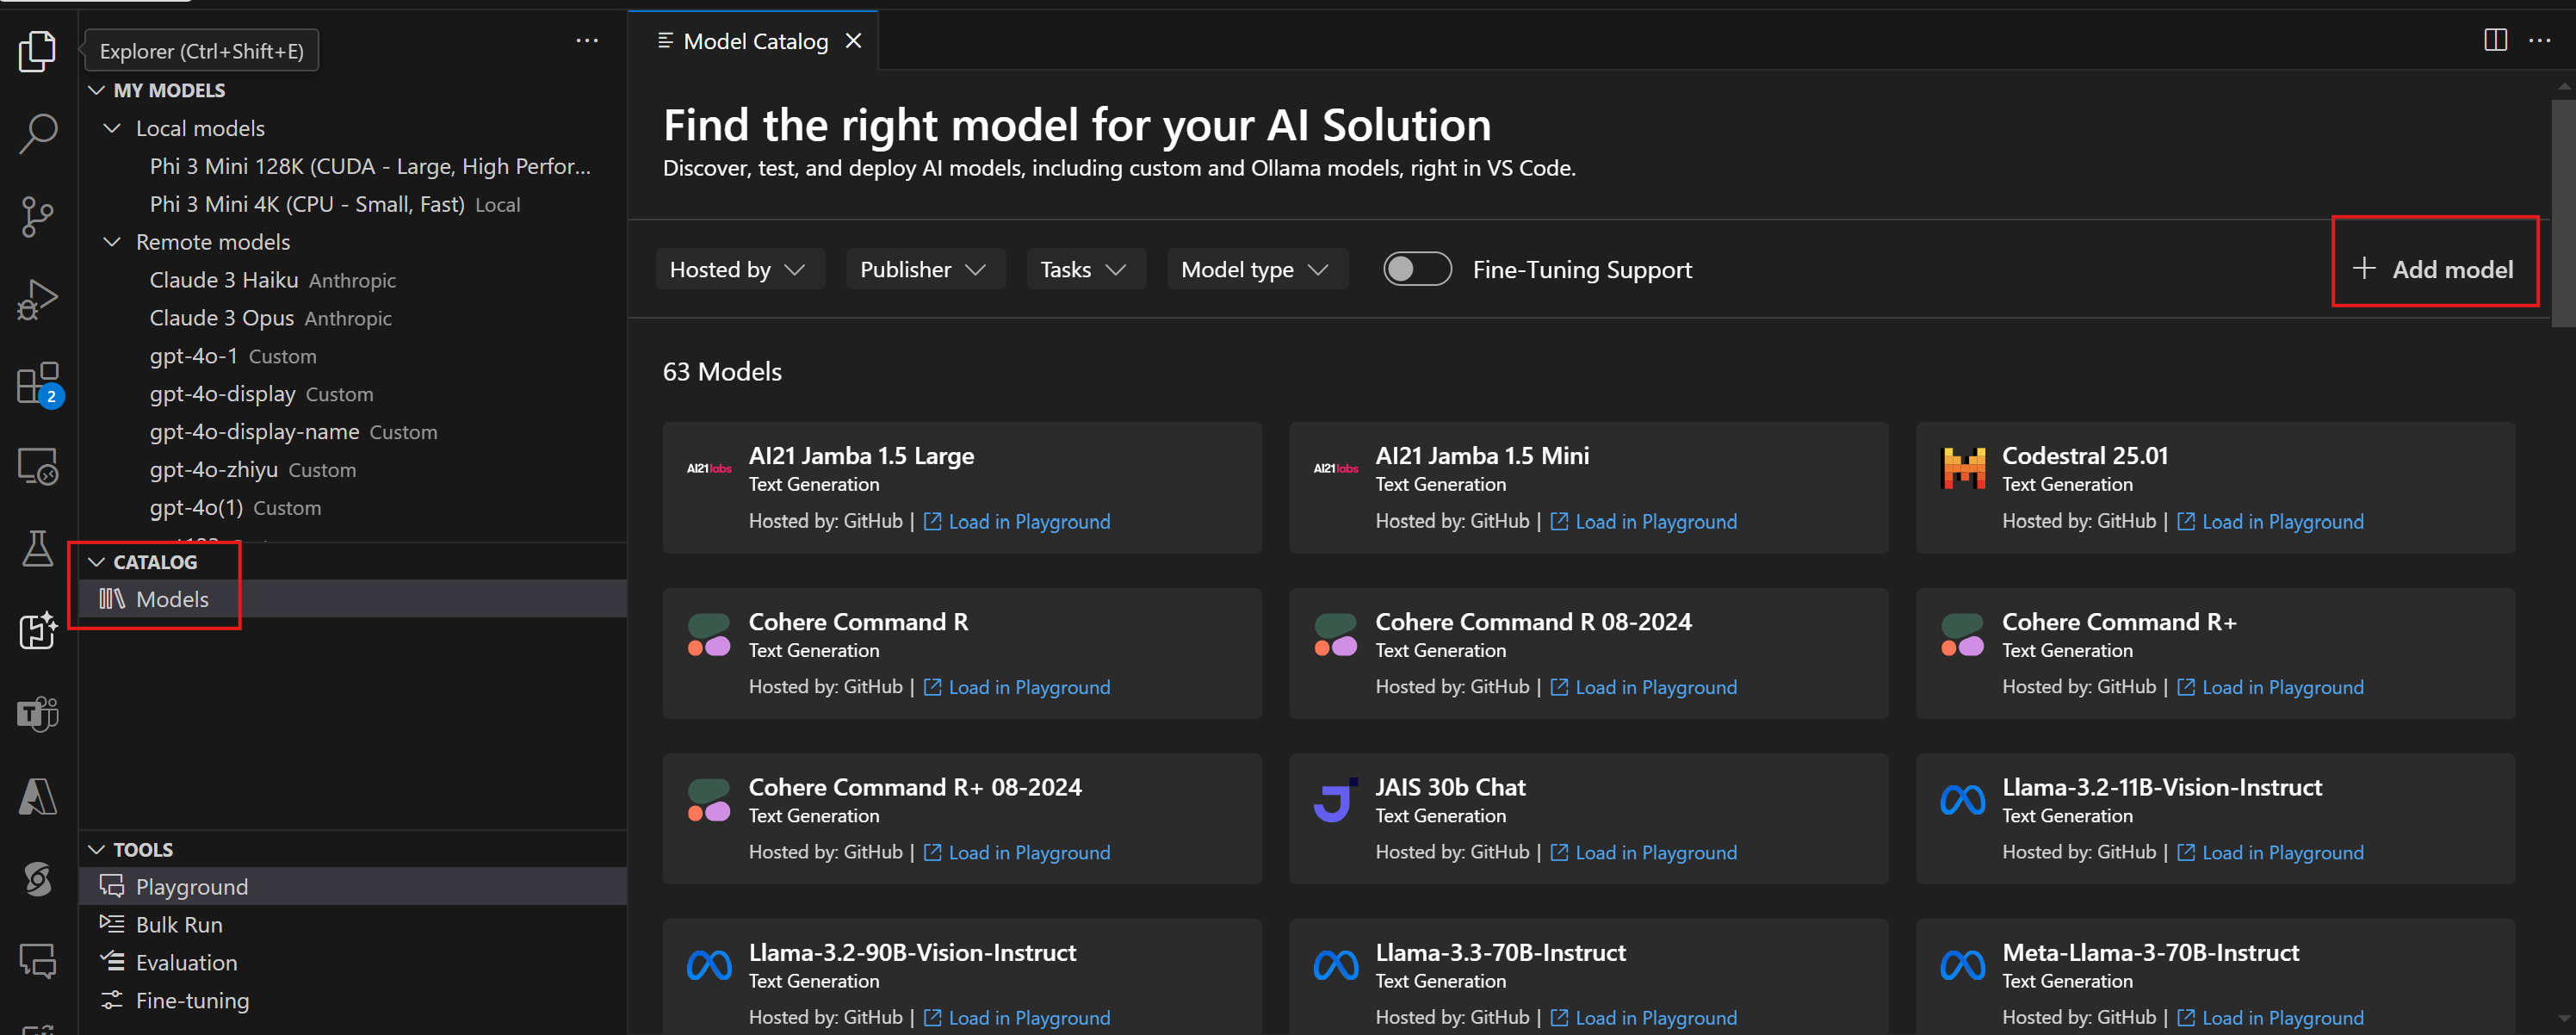 Explorer (Ctrl+Shift+E)
MY MODELS
Local models
Phi 3 Mini 128K (CUDA - Large, High Perfor...
Phi 3 Mini 4K (CPU - Small, Fast) Local
Remote models
Claude 3 Haiku Anthropic
Claude 3 Opus Anthropic
gpt-4o-1 Custom
gpt-4o-display Custom
gpt-4o-display-name Custom
gpt-4o-zhiyu Custom
gpt-4o(1) Custom
CATALOG
Models
TOOLS
Playground
Bulk Run
Evaluation
Fine-tuning
2
Model Catalog
Find the right model for your AI Solution
Discover, test, and deploy AI models, including custom and Ollama models, right in VS Code.
Hosted by Publisher Tasks Model type Fine-Tuning Support + Add model
63 Models
AI21 labs
AI21 Jamba 1.5 Large
Text Generation
Hosted by: GitHub | Load in Playground
AI21 labs
AI21 Jamba 1.5 Mini
Text Generation
Hosted by: GitHub | Load in Playground
Codestral 25.01
Text Generation
Hosted by: GitHub | Load in Playground
Cohere Command R
Text Generation
Hosted by: GitHub | Load in Playground
Cohere Command R 08-2024
Text Generation
Hosted by: GitHub | Load in Playground
Cohere Command R+
Text Generation
Hosted by: GitHub | Load in Playground
Cohere Command R+ 08-2024
Text Generation
Hosted by: GitHub | Load in Playground
JAIS 30b Chat
Text Generation
Hosted by: GitHub | Load in Playground
Llama-3.2-11B-Vision-Instruct
Text Generation
Hosted by: GitHub | Load in Playground
Llama-3.2-90B-Vision-Instruct
Text Generation
Hosted by: GitHub | Load in Playground
Llama-3.3-70B-Instruct
Text Generation
Hosted by: GitHub | Load in Playground
Meta-Llama-3-70B-Instruct
Text Generation
Hosted by: GitHub | Load in Playground